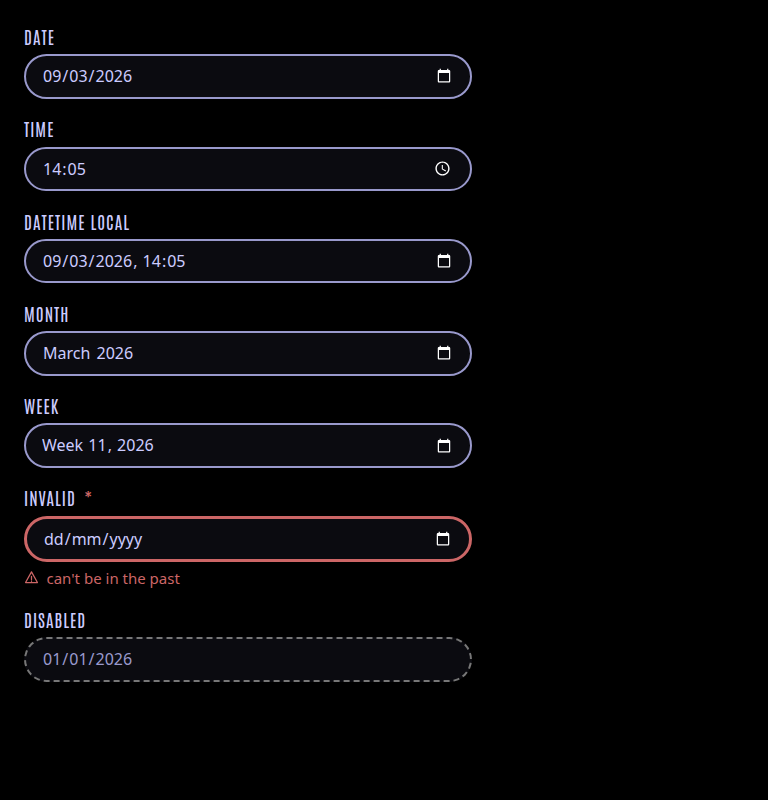 DATE
09/03/2026
TIME
14:05
DATETIME LOCAL
09/03/2026, 14:05
MONTH
March 2026
WEEK
Week 11, 2026
INVALID *
dd/mm/yyyy
can't be in the past
DISABLED
01/01/2026